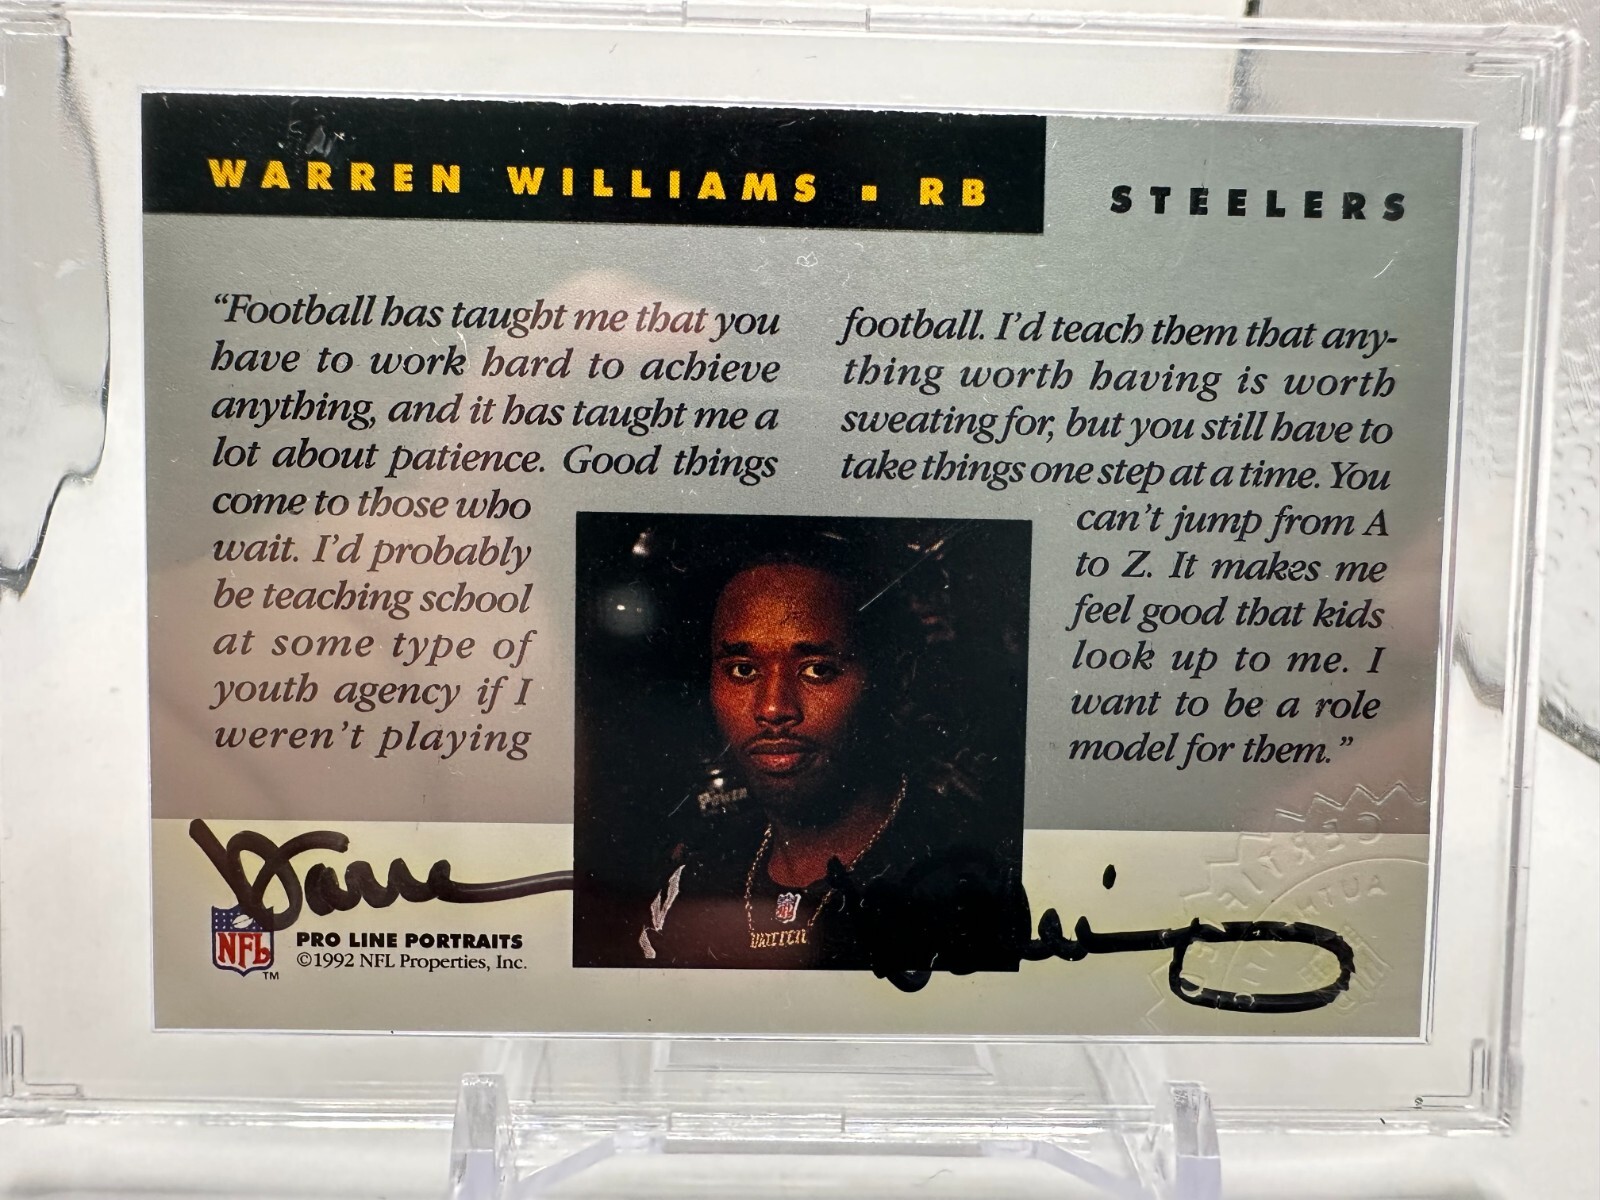 WARREN WILLIAMS ▪ RB
STEELERS
“Football has taught me that you
have to work hard to achieve
anything, and it has taught me a
lot about patience. Good things
come to those who
wait. I’d probably
be teaching school
at some type of
youth agency if I
weren’t playing
football. I’d teach them that any-
thing worth having is worth
sweating for, but you still have to
take things one step at a time. You
can’t jump from A
to Z. It makes me
feel good that kids
look up to me. I
want to be a role
model for them.”
Power
WARREN
Warren
NFL
TM
PRO LINE PORTRAITS
©1992 NFL Properties, Inc.